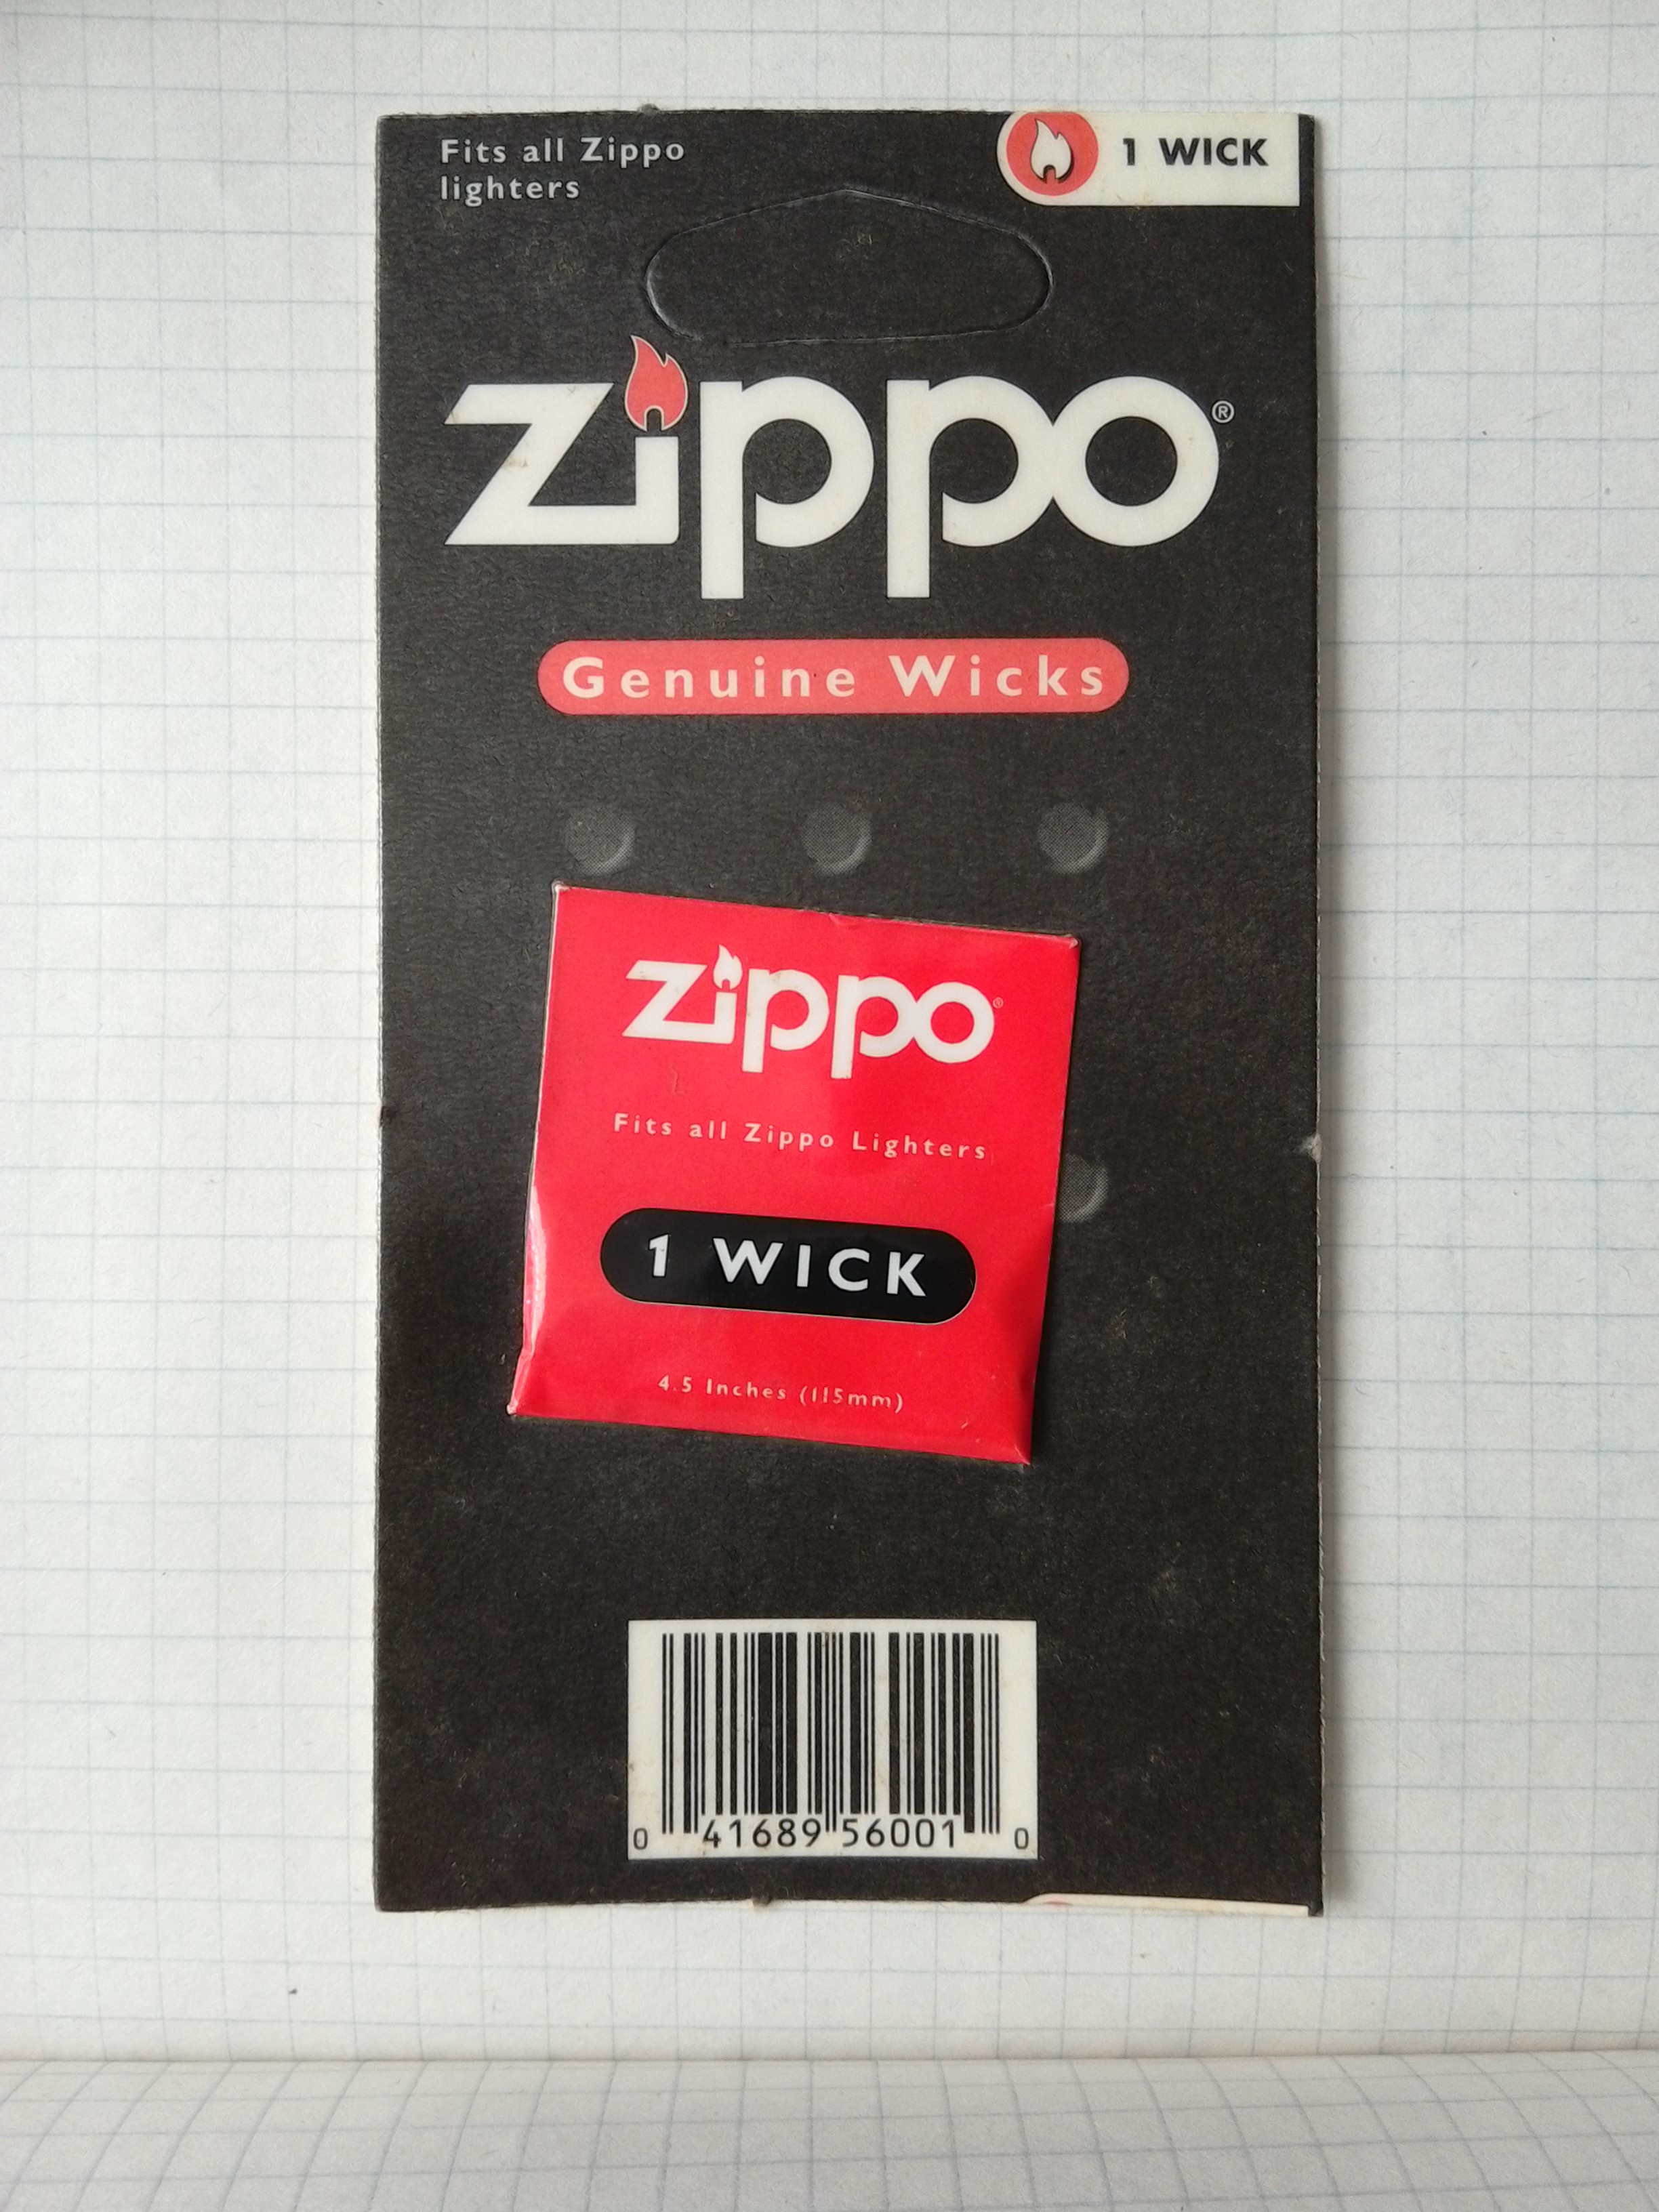 Fits all Zippo
lighters
1 WICK
Zippo®
Genuine Wicks
Zippo®
Fits all Zippo Lighters
1 WICK
4.5 Inches (115mm)
0 41689 56001 0